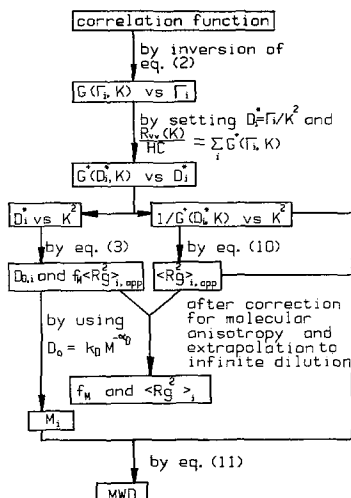 correlation function
by inversion of
eq. (2)
G(Γi, K) vs Γi
by setting Di*=Γi/K² and
Rvv(K)/HC = Σi G*(Γi, K)
G*(Di*, K) vs Di*
Di* vs K²
1/G*(Di*, K) vs K²
by eq. (3)
by eq. (10)
D0,i and fM<Rg²>i,app
<Rg²>i,app
by using
D₀ = kD M^-αD
after correction
for molecular
anisotropy and
extrapolation to
infinite dilution
fM and <Rg²>i
Mi
by eq. (11)
MWD